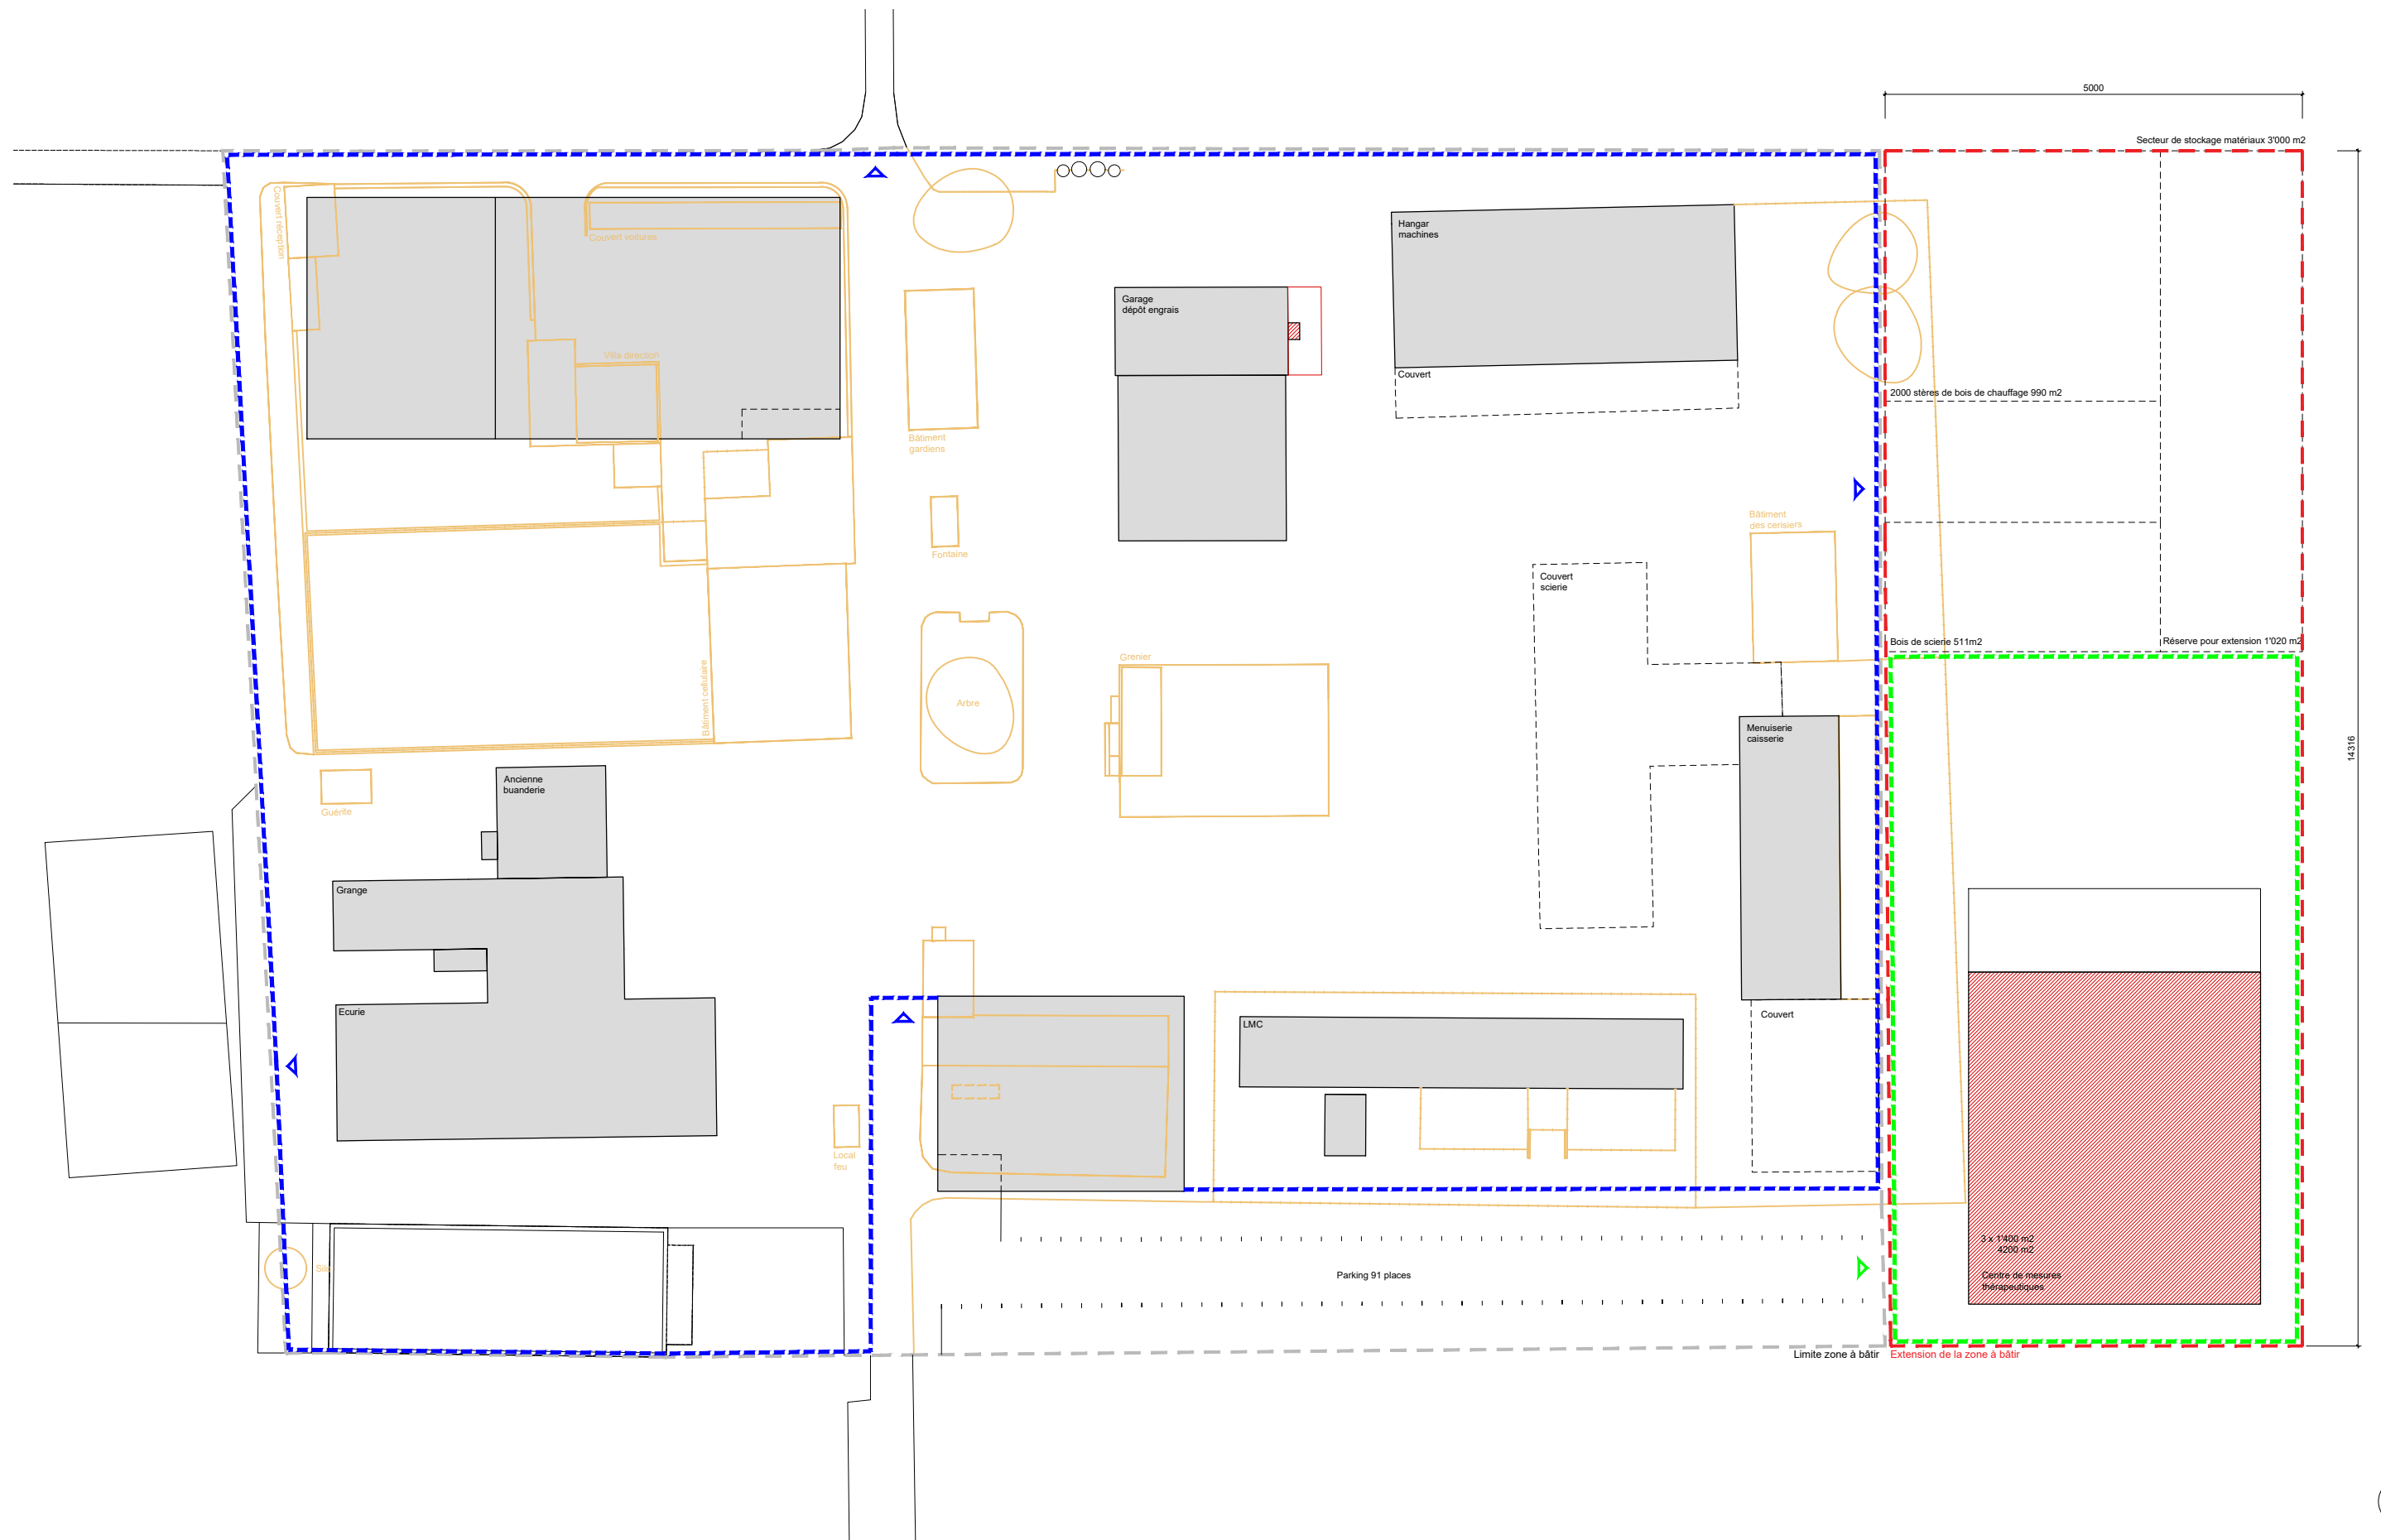 5000
Secteur de stockage matériaux 3'000 m2
Couvert réception
Couvert voitures
Hangar
machines
Garage
dépôt engrais
Villa direction
Couvert
2000 stères de bois de chauffage 990 m2
Bâtiment
gardiens
Bâtiment
des cerisiers
Fontaine
Couvert
scierie
Bois de scierie 511m2
Réserve pour extension 1'020 m2
Grenier
Bâtiment cellulaire
Arbre
Menuiserie
caisserie
14316
Ancienne
buanderie
Guérite
Grange
Ecurie
Couvert
LMC
Local
feu
3 x 1'400 m2
4200 m2
Silo
Parking 91 places
Centre de mesures
thérapeutiques
Limite zone à bâtir
Extension de la zone à bâtir